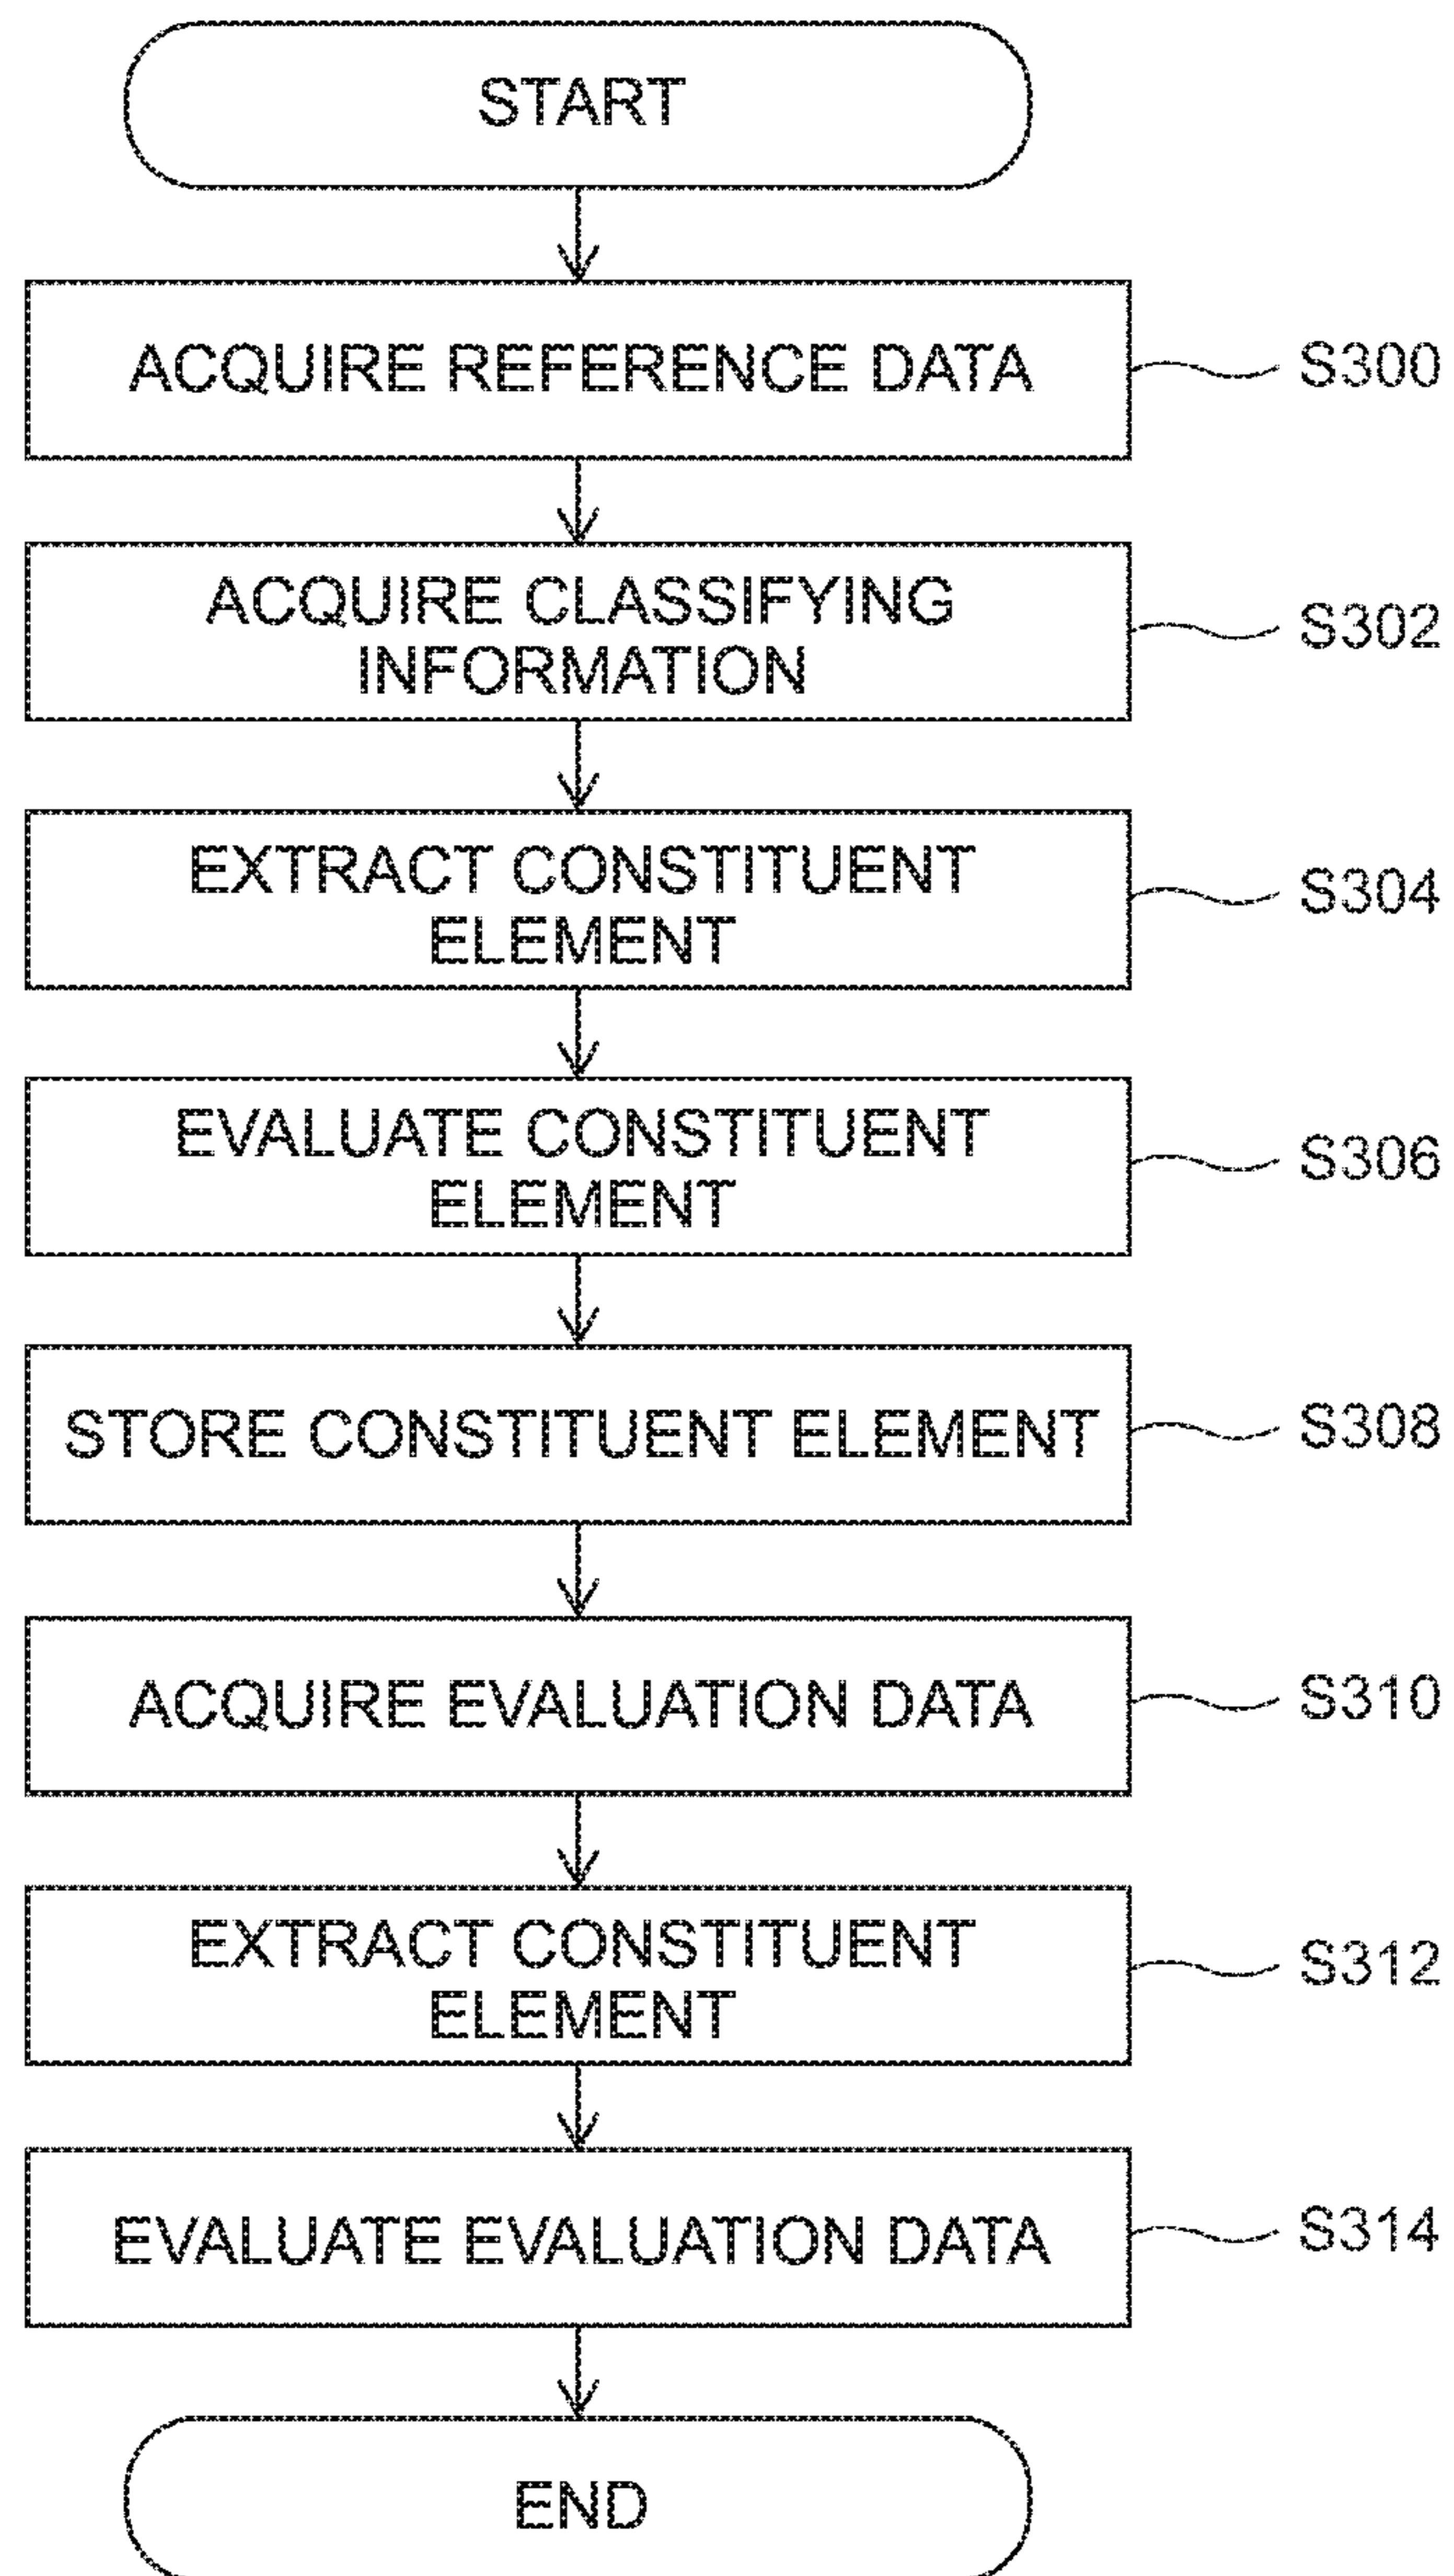 START
ACQUIRE REFERENCE DATA
S300
ACQUIRE CLASSIFYING
INFORMATION
S302
EXTRACT CONSTITUENT
ELEMENT
S304
EVALUATE CONSTITUENT
ELEMENT
S306
STORE CONSTITUENT ELEMENT
S308
ACQUIRE EVALUATION DATA
S310
EXTRACT CONSTITUENT
ELEMENT
S312
EVALUATE EVALUATION DATA
S314
END